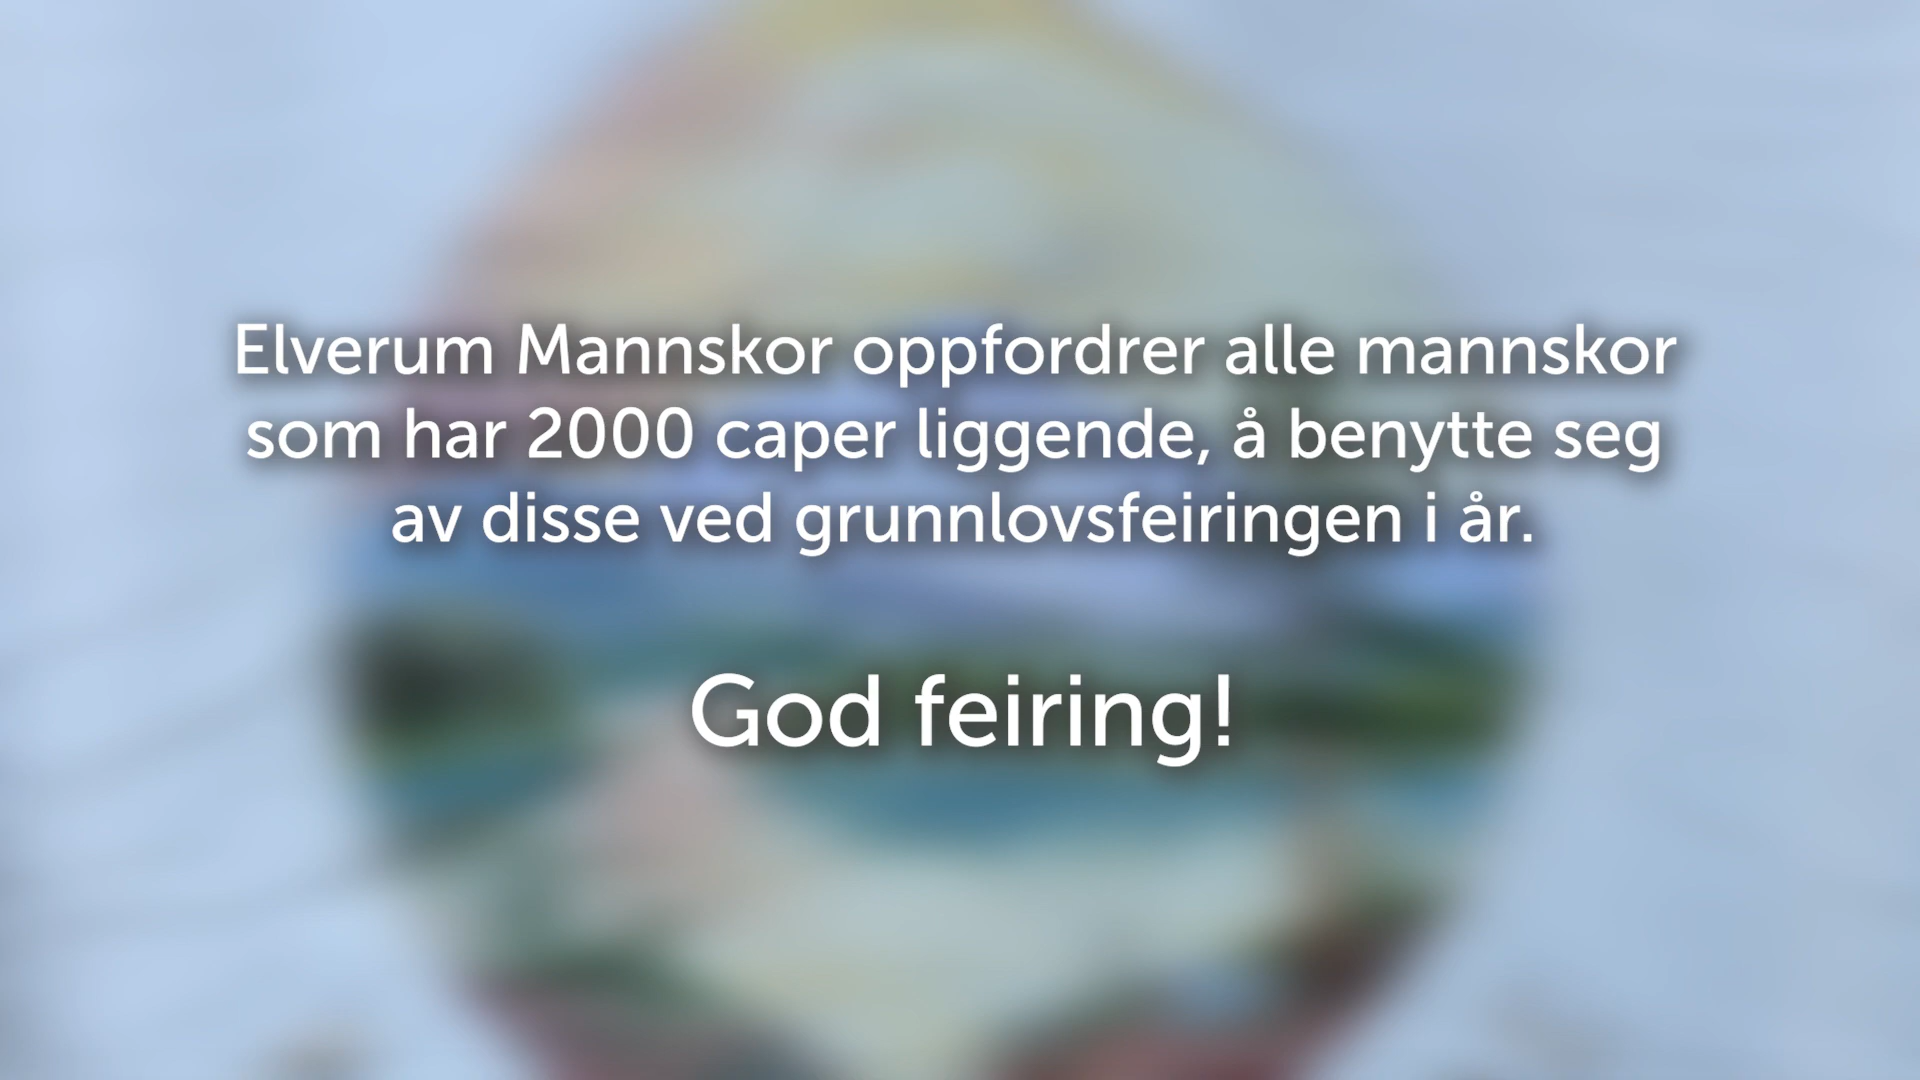 Elverum Mannskor oppfordrer alle mannskor
som har 2000 caper liggende, å benytte seg
av disse ved grunnlovsfeiringen i år.
God feiring!